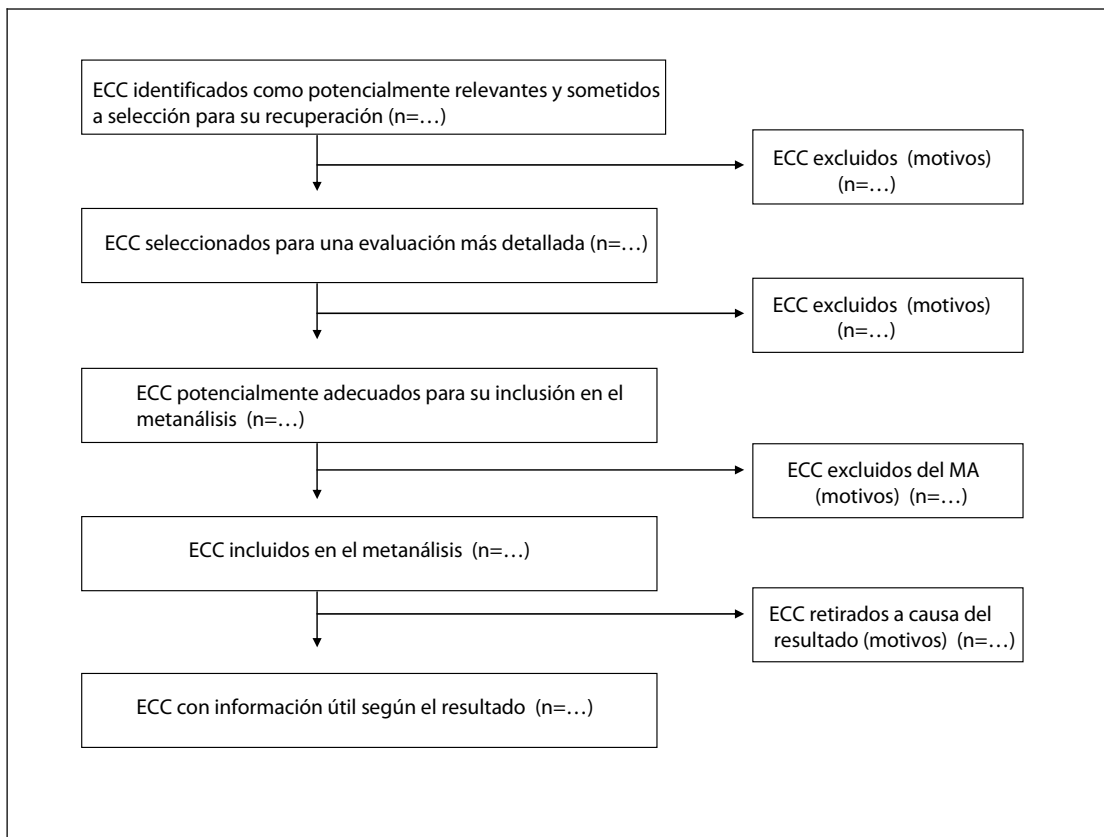 ECC identificados como potencialmente relevantes y sometidos
a selección para su recuperación (n=…)
ECC excluidos (motivos)
(n=…)
ECC seleccionados para una evaluación más detallada (n=…)
ECC excluidos (motivos)
(n=…)
ECC potencialmente adecuados para su inclusión en el
metanálisis (n=…)
ECC excluidos del MA
(motivos) (n=…)
ECC incluidos en el metanálisis (n=…)
ECC retirados a causa del
resultado (motivos) (n=…)
ECC con información útil según el resultado (n=…)